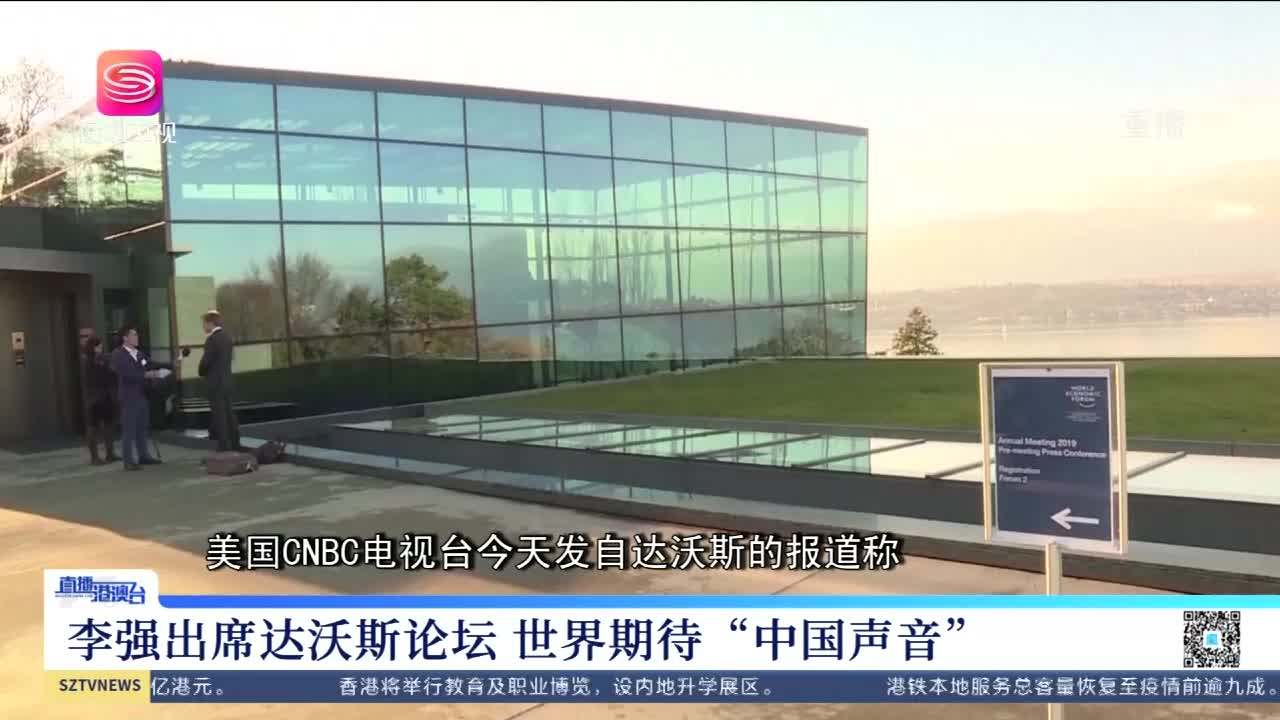 重播
WORLD
ECONOMIC
FORUM
Annual Meeting 2019
Pre-meeting Press Conference
Registration
Forum 2
美国CNBC电视台今天发自达沃斯的报道称
直播港澳台
李强出席达沃斯论坛 世界期待“中国声音”
SZTVNEWS 亿港元。 香港将举行教育及职业博览，设内地升学展区。 港铁本地服务总客量恢复至疫情前逾九成。